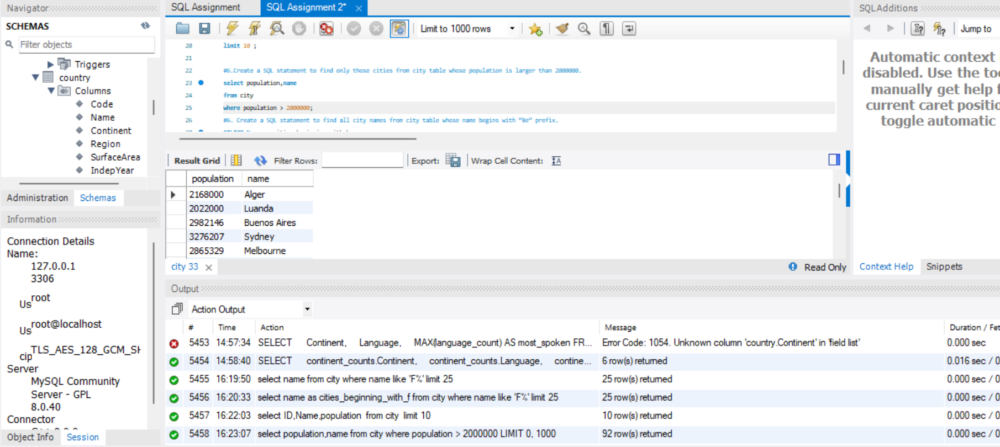 Navigator
SCHEMAS
Filter objects
Triggers
country
Columns
Code
Name
Continent
Region
SurfaceArea
IndepYear
Administration Schemas
Information
Connection Details
Name:
127.0.0.1
3306
Us root
Us root@localhost
cip TLS_AES_128_GCM_SH
Server
MySQL Community
Server - GPL
8.0.40
Connector
Object Info Session
SQL Assignment SQL Assignment 2*
Limit to 1000 rows
20 limit 10 ;
21
22 #6.Create a SQL statement to find only those cities from city table whose population is larger than 2000000.
23 select population,name
24 from city
25 where population > 2000000;
26 #6. Create a SQL statement to find all city names from city table whose name begins with “Be” prefix.
Result Grid Filter Rows: Export: Wrap Cell Content:
population name
2168000 Alger
2022000 Luanda
2982146 Buenos Aires
3276207 Sydney
2865329 Melbourne
city 33 Read Only
Output
Action Output
# Time Action Message Duration / Fet
5453 14:57:34 SELECT Continent, Language, MAX(language_count) AS most_spoken FR... Error Code: 1054. Unknown column 'country.Continent' in 'field list' 0.000 sec
5454 14:58:40 SELECT continent_counts.Continent, continent_counts.Language, contine... 6 row(s) returned 0.016 sec / 0
5455 16:19:50 select name from city where name like 'F%' limit 25 25 row(s) returned 0.000 sec / 0
5456 16:20:33 select name as cities_beginning_with_f from city where name like 'F%' limit 25 25 row(s) returned 0.000 sec / 0
5457 16:22:03 select ID,Name,population from city limit 10 10 row(s) returned 0.000 sec / 0
5458 16:23:07 select population,name from city where population > 2000000 LIMIT 0, 1000 92 row(s) returned 0.000 sec / 0
SQLAdditions
Jump to
Automatic context
disabled. Use the too
manually get help f
current caret positio
toggle automatic
Context Help Snippets